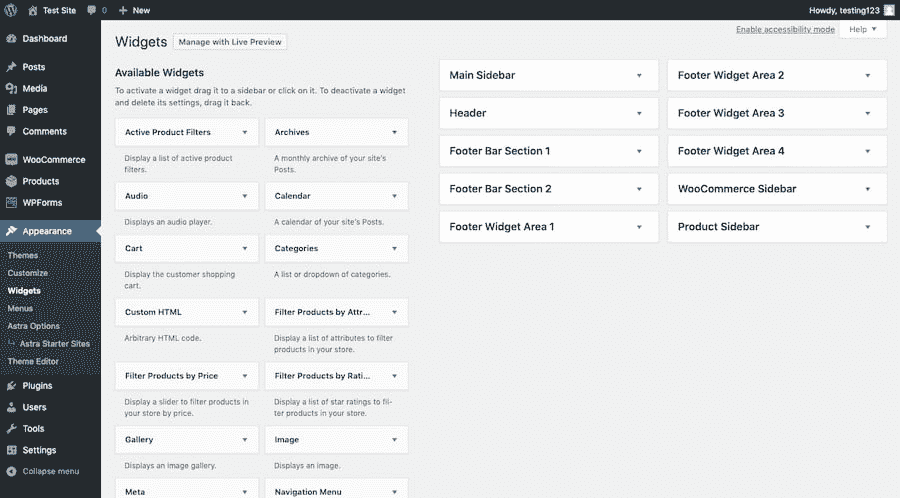 Test Site
0
New
Howdy, testing123
Dashboard
Posts
Media
Pages
Comments
WooCommerce
Products
WPForms
Appearance
Themes
Customize
Widgets
Menus
Astra Options
Astra Starter Sites
Theme Editor
Plugins
Users
Tools
Settings
Collapse menu
Enable accessibility mode
Help
Widgets
Manage with Live Preview
Available Widgets
To activate a widget drag it to a sidebar or click on it. To deactivate a widget
and delete its settings, drag it back.
Active Product Filters
Display a list of active product
filters.
Archives
A monthly archive of your site's
Posts.
Audio
Displays an audio player.
Calendar
A calendar of your site's Posts.
Cart
Display the customer shopping
cart.
Categories
A list or dropdown of categories.
Custom HTML
Arbitrary HTML code.
Filter Products by Attr...
Display a list of attributes to filter
products in your store.
Filter Products by Price
Display a slider to filter products in
your store by price.
Filter Products by Rati...
Display a list of star ratings to fil-
ter products in your store.
Gallery
Displays an image gallery.
Image
Displays an image.
Meta
Navigation Menu
Main Sidebar
Header
Footer Bar Section 1
Footer Bar Section 2
Footer Widget Area 1
Footer Widget Area 2
Footer Widget Area 3
Footer Widget Area 4
WooCommerce Sidebar
Product Sidebar